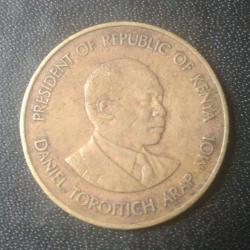 PRESIDENT OF REPUBLIC OF KENYA
DANIEL TOROITICH ARAP MOI